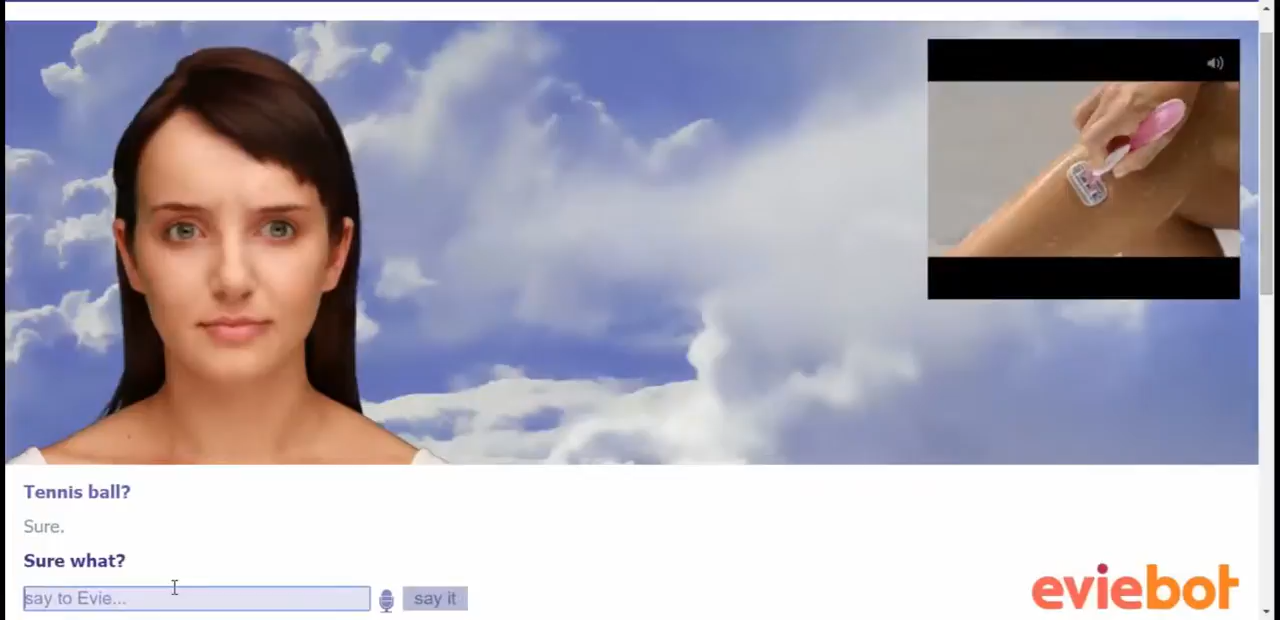 Tennis ball?
Sure.
Sure what?
say to Evie...
say it
eviebot